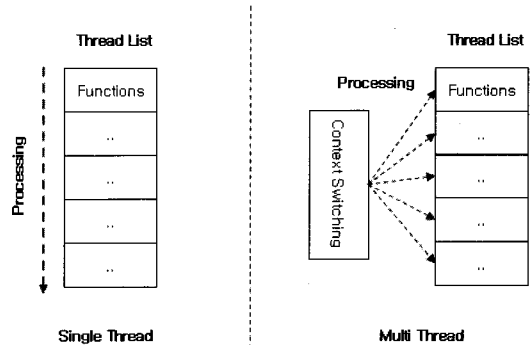 Thread List
Functions
..
..
..
..
Processing
Single Thread
Thread List
Processing
Functions
..
..
..
..
Context Switching
Multi Thread